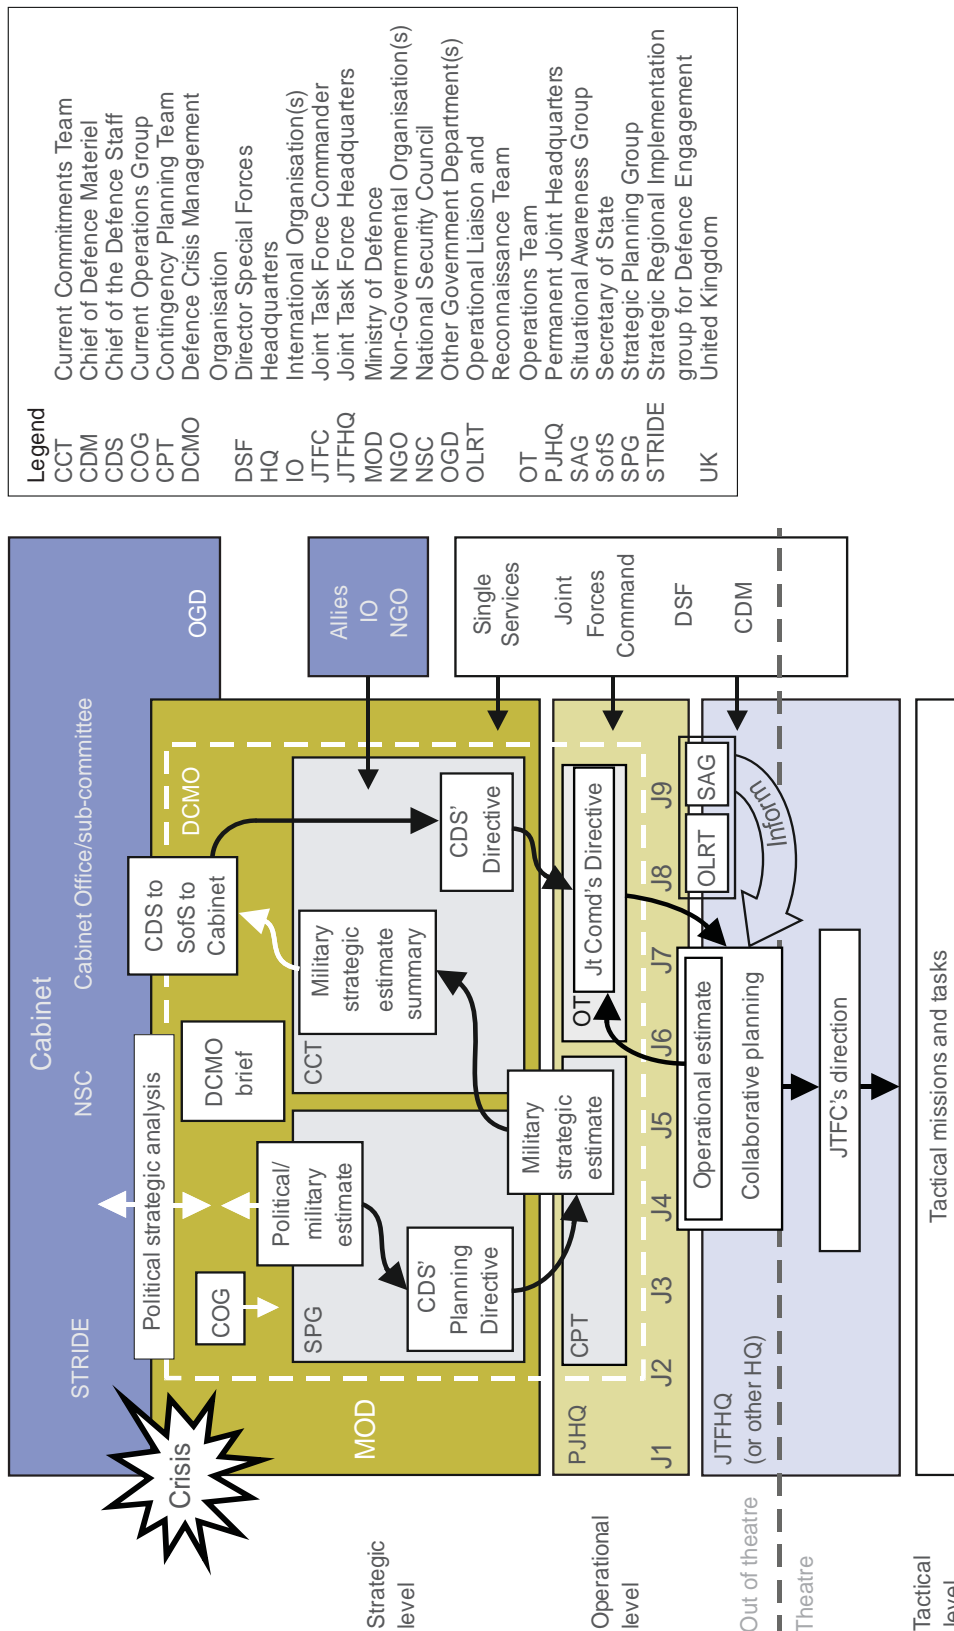 Cabinet
STRIDE
NSC
Cabinet Office/sub-committee
OGD
Crisis
Political strategic analysis
CDS to
SofS to
Cabinet
DCMO
COG
DCMO
brief
Political/
military
estimate
Military
strategic
estimate
summary
Allies
IO
NGO
Strategic
level
MOD
SPG
CCT
CDS'
Planning
Directive
CDS'
Directive
Single
Services
Joint
Forces
Command
DSF
CDM
Military
strategic
estimate
Operational
level
PJHQ
CPT
OT
Jt Comd's Directive
J1
J2
J3
J4
J5
J6
J7
J8
J9
JTFHQ
(or other HQ)
Operational estimate
Collaborative planning
OLRT
SAG
Inform
Out of theatre
Theatre
JTFC's direction
Tactical
level
Tactical missions and tasks
Legend
CCT Current Commitments Team
CDM Chief of Defence Materiel
CDS Chief of the Defence Staff
COG Current Operations Group
CPT Contingency Planning Team
DCMO Defence Crisis Management
Organisation
DSF Director Special Forces
HQ Headquarters
IO International Organisation(s)
JTFC Joint Task Force Commander
JTFHQ Joint Task Force Headquarters
MOD Ministry of Defence
NGO Non-Governmental Organisation(s)
NSC National Security Council
OGD Other Government Department(s)
OLRT Operational Liaison and
Reconnaissance Team
OT Operations Team
PJHQ Permanent Joint Headquarters
SAG Situational Awareness Group
SofS Secretary of State
SPG Strategic Planning Group
STRIDE Strategic Regional Implementation
group for Defence Engagement
UK United Kingdom